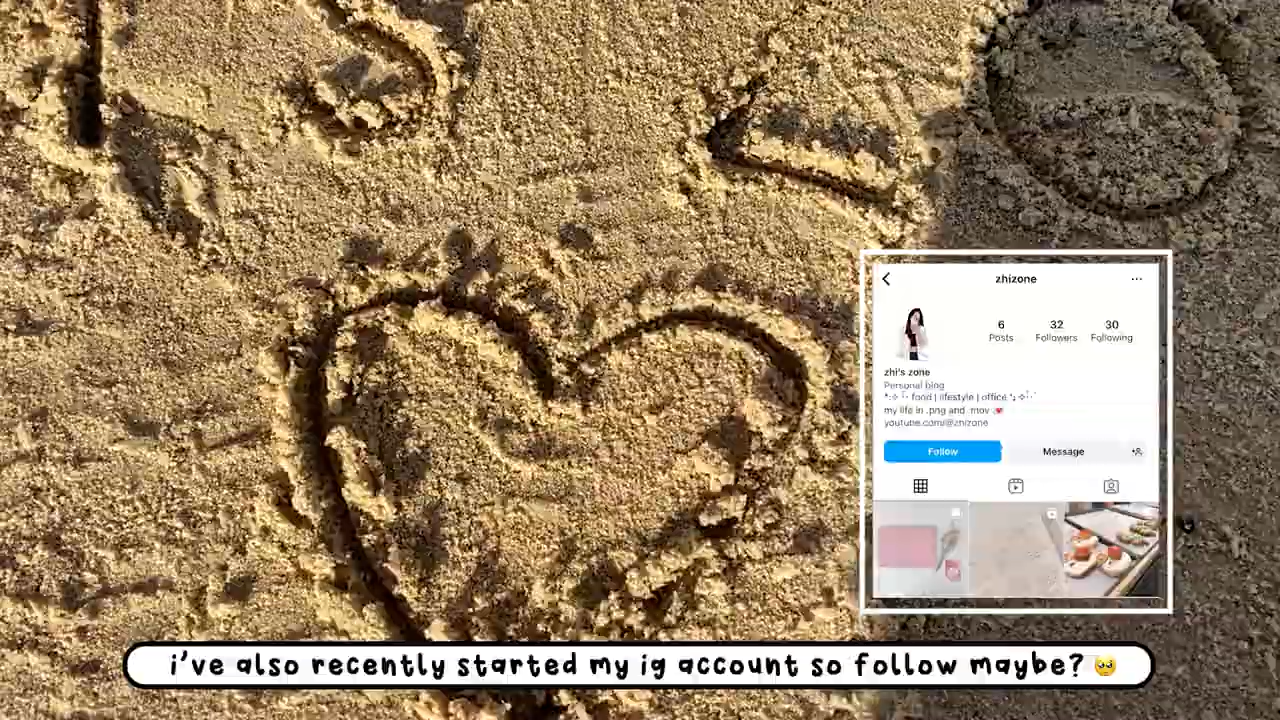 zhizone
6 32 30
Posts Followers Following
zhi's zone
Personal blog
food | lifestyle | office
my life in .png and .mov 💌
youtube.com/@zhizone
Follow Message
i've also recently started my ig account so follow maybe? 🥺